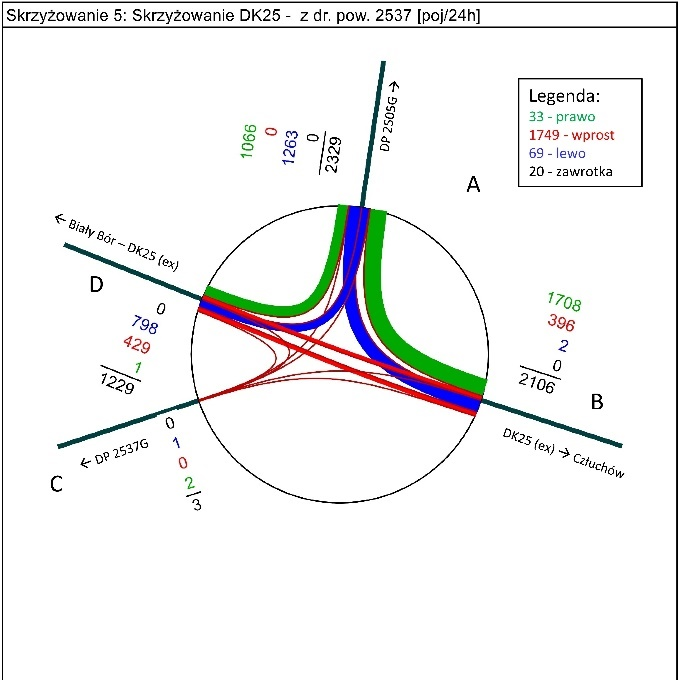 Skrzyżowanie 5: Skrzyżowanie DK25 -  z dr. pow. 2537 [poj/24h]
Legenda:
33 - prawo
1749 - wprost
69 - lewo
20 - zawrotka
DP 2505G →
1066
0
1263
0
2329
A
← Biały Bór – DK25 (ex)
D
0
798
429
1
1229
1708
396
2
0
2106
B
DK25 (ex) → Człuchów
← DP 2537G
C
0
1
0
2
3